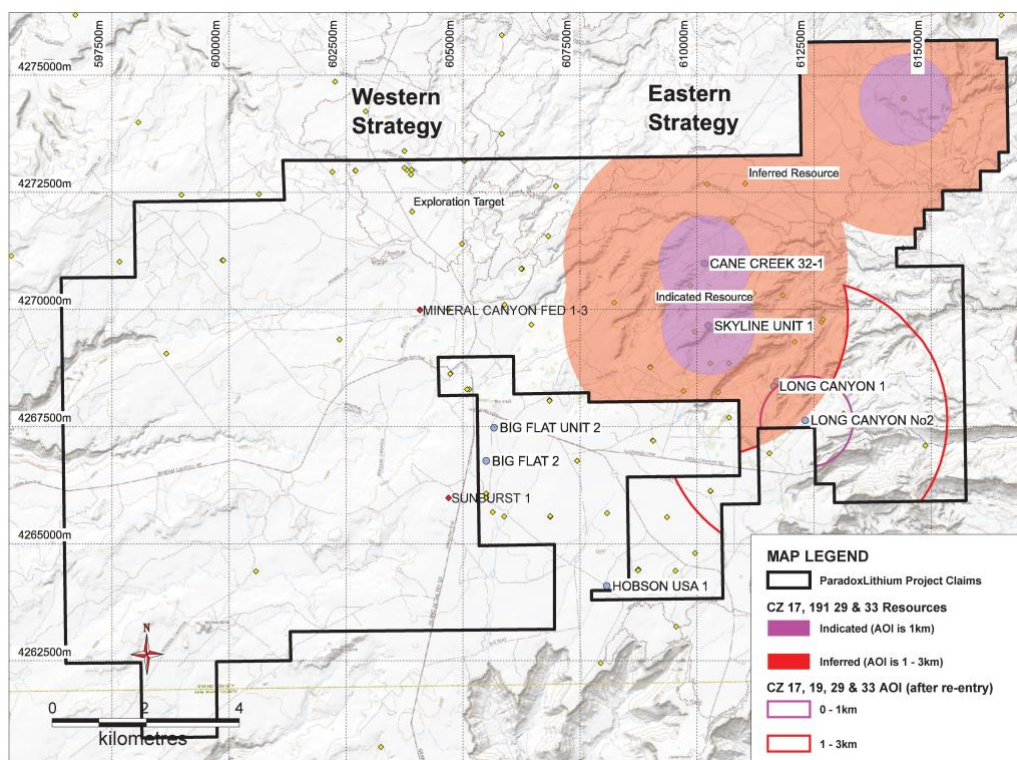 597500m
600000m
602500m
605000m
607500m
610000m
612500m
615000m
4275000m
Western
Strategy
Eastern
Strategy
Inferred Resource
4272500m
Exploration Target
CANE CREEK 32-1
4270000m
Indicated Resource
MINERAL CANYON FED 1-3
SKYLINE UNIT 1
LONG CANYON 1
4267500m
BIG FLAT UNIT 2
LONG CANYON No2
BIG FLAT 2
SUNBURST 1
4265000m
HOBSON USA 1
4262500m
N
0 2 4
kilometres
MAP LEGEND
ParadoxLithium Project Claims
CZ 17, 191 29 & 33 Resources
Indicated (AOI is 1km)
Inferred (AOI is 1 - 3km)
CZ 17, 19, 29 & 33 AOI (after re-entry)
0 - 1km
1 - 3km